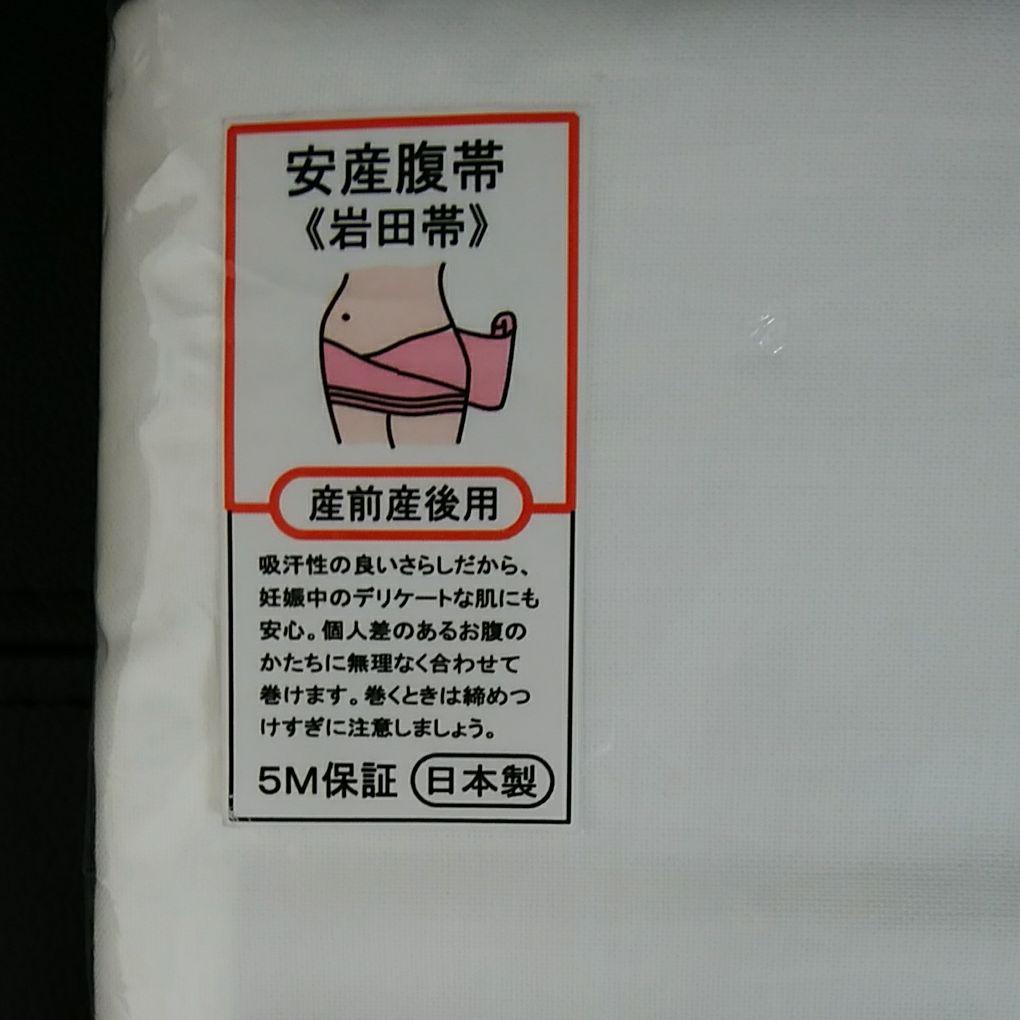 安産腹帯
《岩田帯》
産前産後用
吸汗性の良いさらしだから、
妊娠中のデリケートな肌にも
安心。個人差のあるお腹の
かたちに無理なく合わせて
巻けます。巻くときは締めつ
けすぎに注意しましょう。
5M保証 日本製